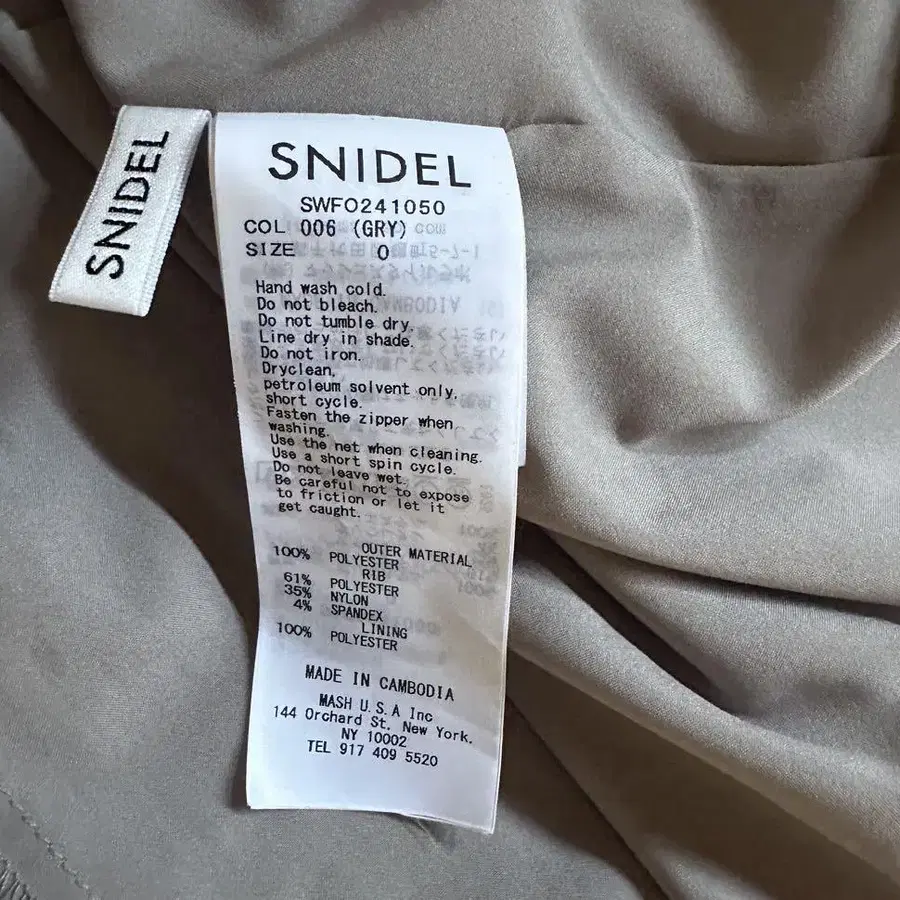 SNIDEL
SNIDEL
SWFO241050
COL 006 (GRY)
SIZE 0
Hand wash cold.
Do not bleach.
Do not tumble dry.
Line dry in shade.
Do not iron.
Dryclean,
petroleum solvent only,
short cycle.
Fasten the zipper when
washing.
Use the net when cleaning.
Use a short spin cycle.
Do not leave wet.
Be careful not to expose
to friction or let it
get caught.
OUTER MATERIAL
100% POLYESTER
RIB
61% POLYESTER
35% NYLON
4% SPANDEX
LINING
100% POLYESTER
MADE IN CAMBODIA
MASH U.S.A Inc
144 Orchard St. New York.
NY 10002
TEL 917 409 5520